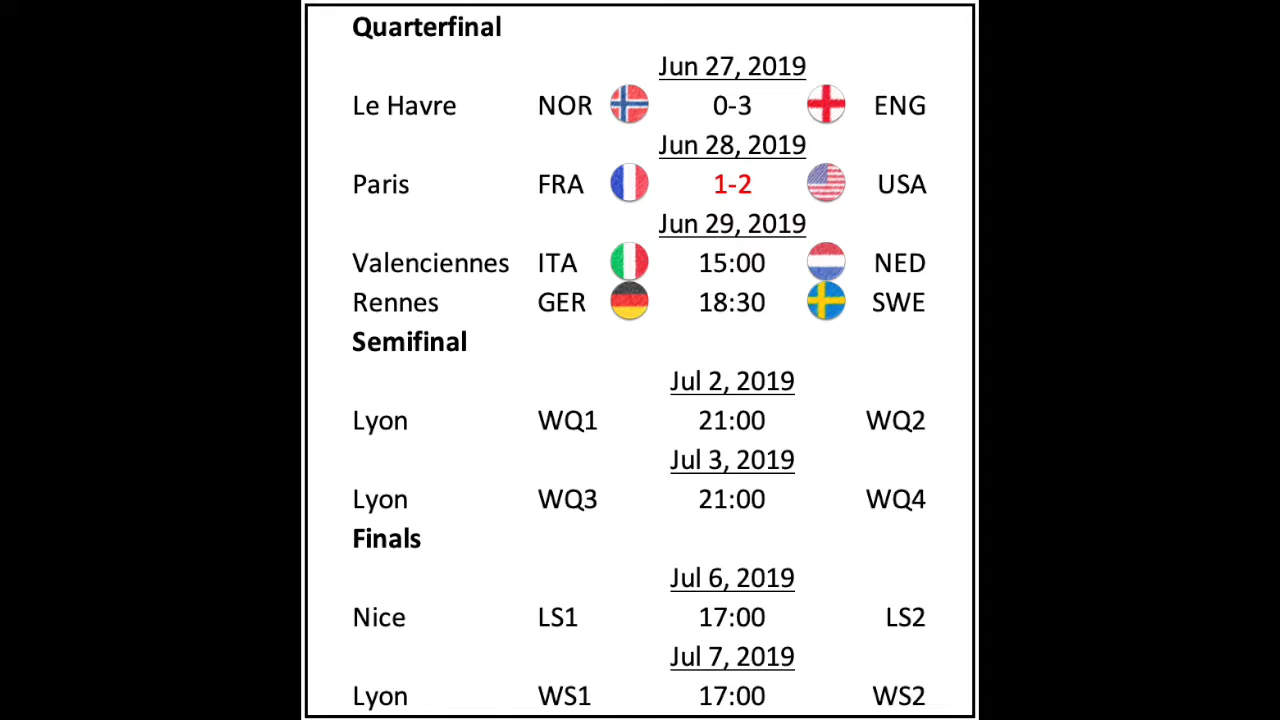 Quarterfinal
Jun 27, 2019
Le Havre NOR 0-3 ENG
Jun 28, 2019
Paris FRA 1-2 USA
Jun 29, 2019
Valenciennes ITA 15:00 NED
Rennes GER 18:30 SWE
Semifinal
Jul 2, 2019
Lyon WQ1 21:00 WQ2
Jul 3, 2019
Lyon WQ3 21:00 WQ4
Finals
Jul 6, 2019
Nice LS1 17:00 LS2
Jul 7, 2019
Lyon WS1 17:00 WS2